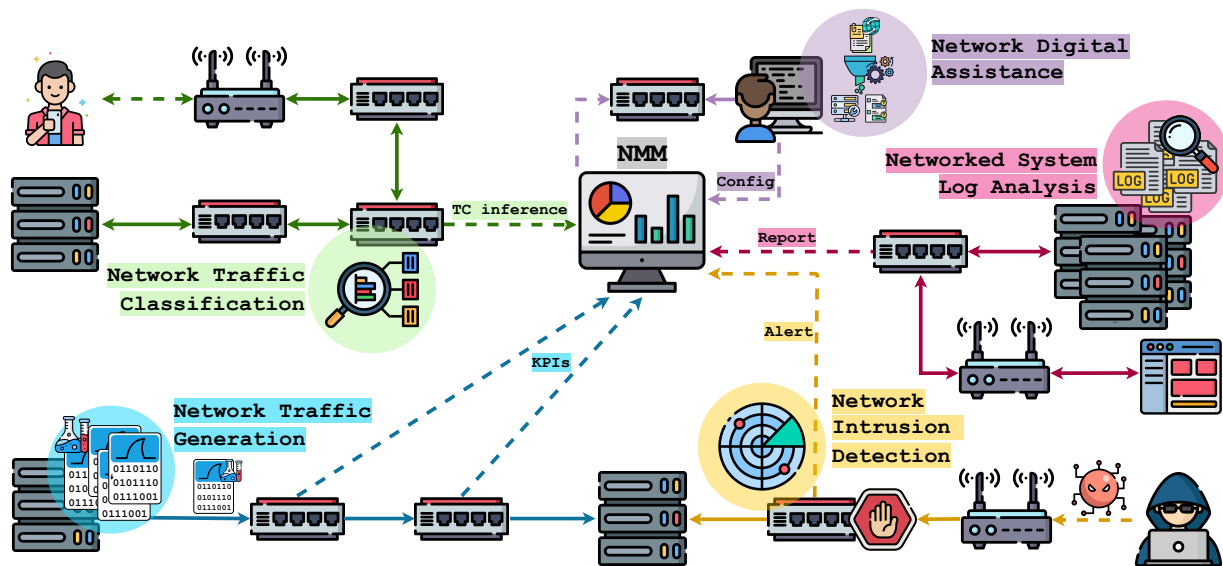 Network Digital
Assistance
NMM
Networked System
Log Analysis
LOG
LOG
LOG
Config
TC inference
Report
Network Traffic
Classification
Alert
KPIs
Network Traffic
Generation
Network
Intrusion
Detection
0110110
0101110
0111001
0110110
0101110
0111001
0111001